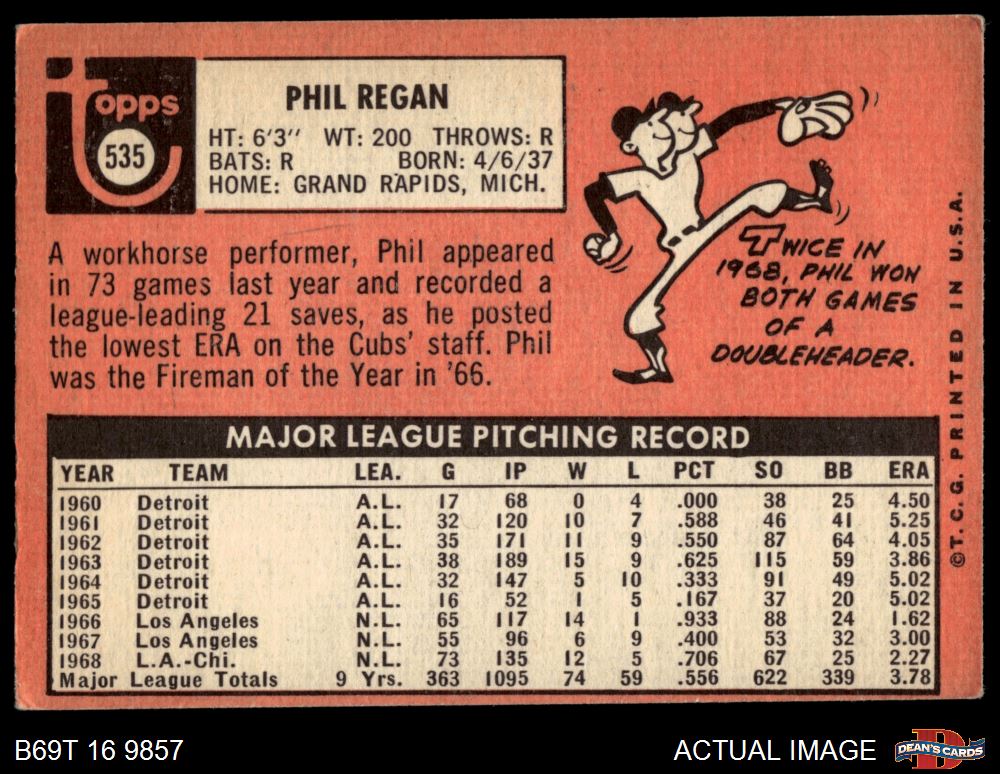 Topps
535
PHIL REGAN
HT: 6'3" WT: 200 THROWS: R
BATS: R BORN: 4/6/37
HOME: GRAND RAPIDS, MICH.
A workhorse performer, Phil appeared
in 73 games last year and recorded a
league-leading 21 saves, as he posted
the lowest ERA on the Cubs' staff. Phil
was the Fireman of the Year in '66.
TWICE IN
1968, PHIL WON
BOTH GAMES
OF A
DOUBLEHEADER.
MAJOR LEAGUE PITCHING RECORD
YEAR TEAM LEA. G IP W L PCT SO BB ERA
1960 Detroit A.L. 17 68 0 4 .000 38 25 4.50
1961 Detroit A.L. 32 120 10 7 .588 46 41 5.25
1962 Detroit A.L. 35 171 11 9 .550 87 64 4.05
1963 Detroit A.L. 38 189 15 9 .625 115 59 3.86
1964 Detroit A.L. 32 147 5 10 .333 91 49 5.02
1965 Detroit A.L. 16 52 1 5 .167 37 20 5.02
1966 Los Angeles N.L. 65 117 14 1 .933 88 24 1.62
1967 Los Angeles N.L. 55 96 6 9 .400 53 32 3.00
1968 L.A.-Chi. N.L. 73 135 12 5 .706 67 25 2.27
Major League Totals 9 Yrs. 363 1095 74 59 .556 622 339 3.78
©T.C.G. PRINTED IN U.S.A.
B69T 16 9857
ACTUAL IMAGE
D
DEAN'S CARDS